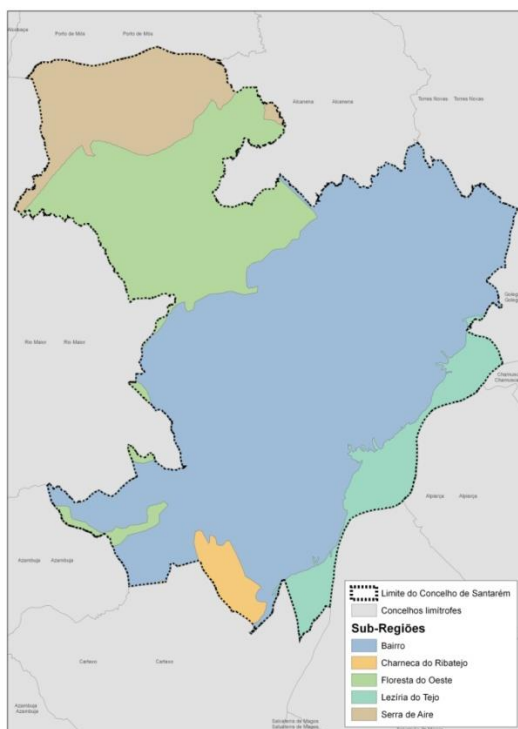 Alcobaça
Porto de Mós Porto de Mós
Alcanena Alcanena
Torres Novas Torres Novas
Golegã
Golegã
Rio Maior Rio Maior
Chamusca
Chamusca
Alpiarça Alpiarça
Azambuja Azambuja
Cartaxo Cartaxo
Azambuja
Azambuja
Salvaterra de Magos
Salvaterra de Magos
Limite do Concelho de Santarém
Concelhos limítrofes
Sub-Regiões
Bairro
Charneca do Ribatejo
Floresta do Oeste
Lezíria do Tejo
Serra de Aire